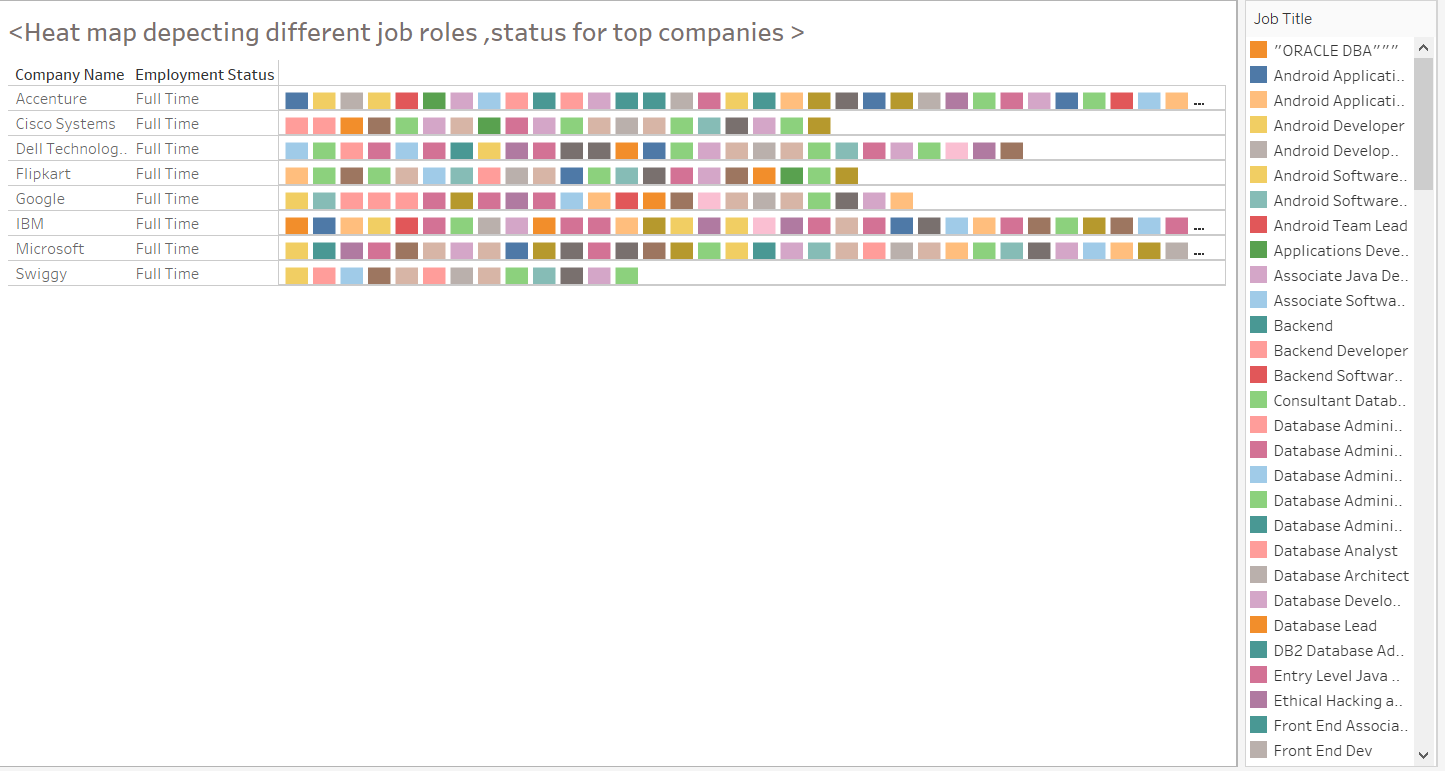 <Heat map depecting different job roles ,status for top companies >
Company Name Employment Status
Accenture Full Time ...
Cisco Systems Full Time
Dell Technolog.. Full Time
Flipkart Full Time
Google Full Time
IBM Full Time ...
Microsoft Full Time ...
Swiggy Full Time
Job Title
"ORACLE DBA"""
Android Applicati..
Android Applicati..
Android Developer
Android Develop..
Android Software..
Android Software..
Android Team Lead
Applications Deve..
Associate Java De..
Associate Softwa..
Backend
Backend Developer
Backend Softwar..
Consultant Datab..
Database Admini..
Database Admini..
Database Admini..
Database Admini..
Database Admini..
Database Analyst
Database Architect
Database Develo..
Database Lead
DB2 Database Ad..
Entry Level Java ..
Ethical Hacking a..
Front End Associa..
Front End Dev